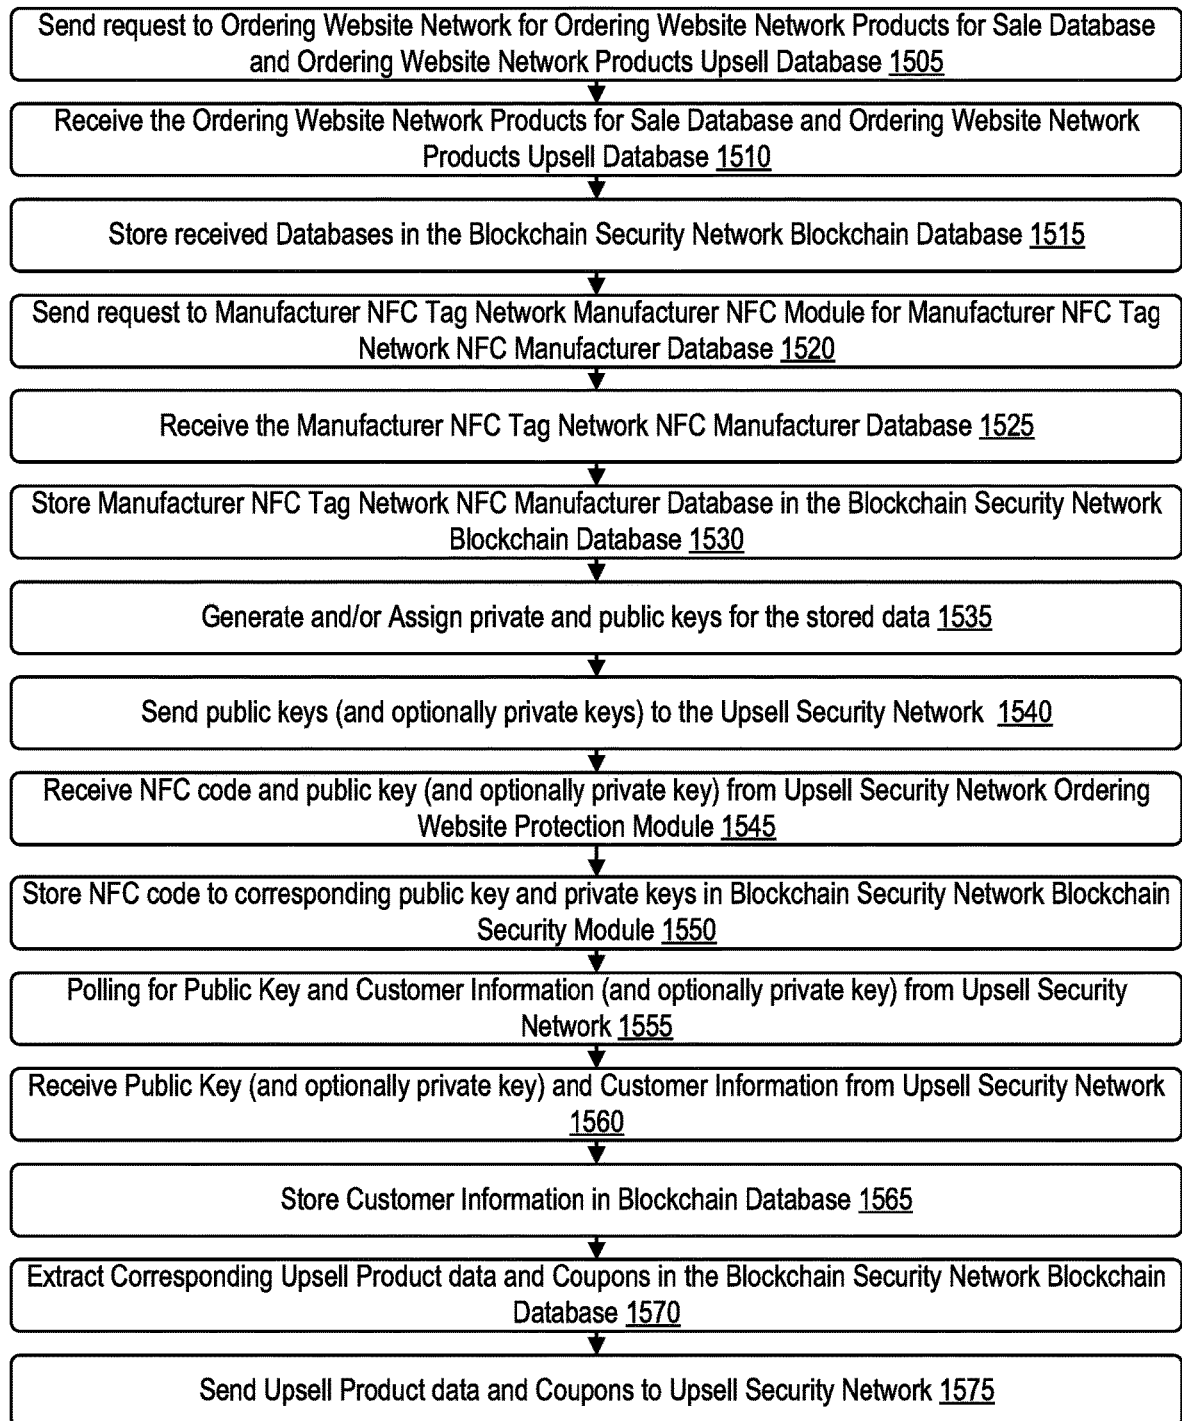 Send request to Ordering Website Network for Ordering Website Network Products for Sale Database
and Ordering Website Network Products Upsell Database 1505
Receive the Ordering Website Network Products for Sale Database and Ordering Website Network
Products Upsell Database 1510
Store received Databases in the Blockchain Security Network Blockchain Database 1515
Send request to Manufacturer NFC Tag Network Manufacturer NFC Module for Manufacturer NFC Tag
Network NFC Manufacturer Database 1520
Receive the Manufacturer NFC Tag Network NFC Manufacturer Database 1525
Store Manufacturer NFC Tag Network NFC Manufacturer Database in the Blockchain Security Network
Blockchain Database 1530
Generate and/or Assign private and public keys for the stored data 1535
Send public keys (and optionally private keys) to the Upsell Security Network 1540
Receive NFC code and public key (and optionally private key) from Upsell Security Network Ordering
Website Protection Module 1545
Store NFC code to corresponding public key and private keys in Blockchain Security Network Blockchain
Security Module 1550
Polling for Public Key and Customer Information (and optionally private key) from Upsell Security
Network 1555
Receive Public Key (and optionally private key) and Customer Information from Upsell Security Network
1560
Store Customer Information in Blockchain Database 1565
Extract Corresponding Upsell Product data and Coupons in the Blockchain Security Network Blockchain
Database 1570
Send Upsell Product data and Coupons to Upsell Security Network 1575